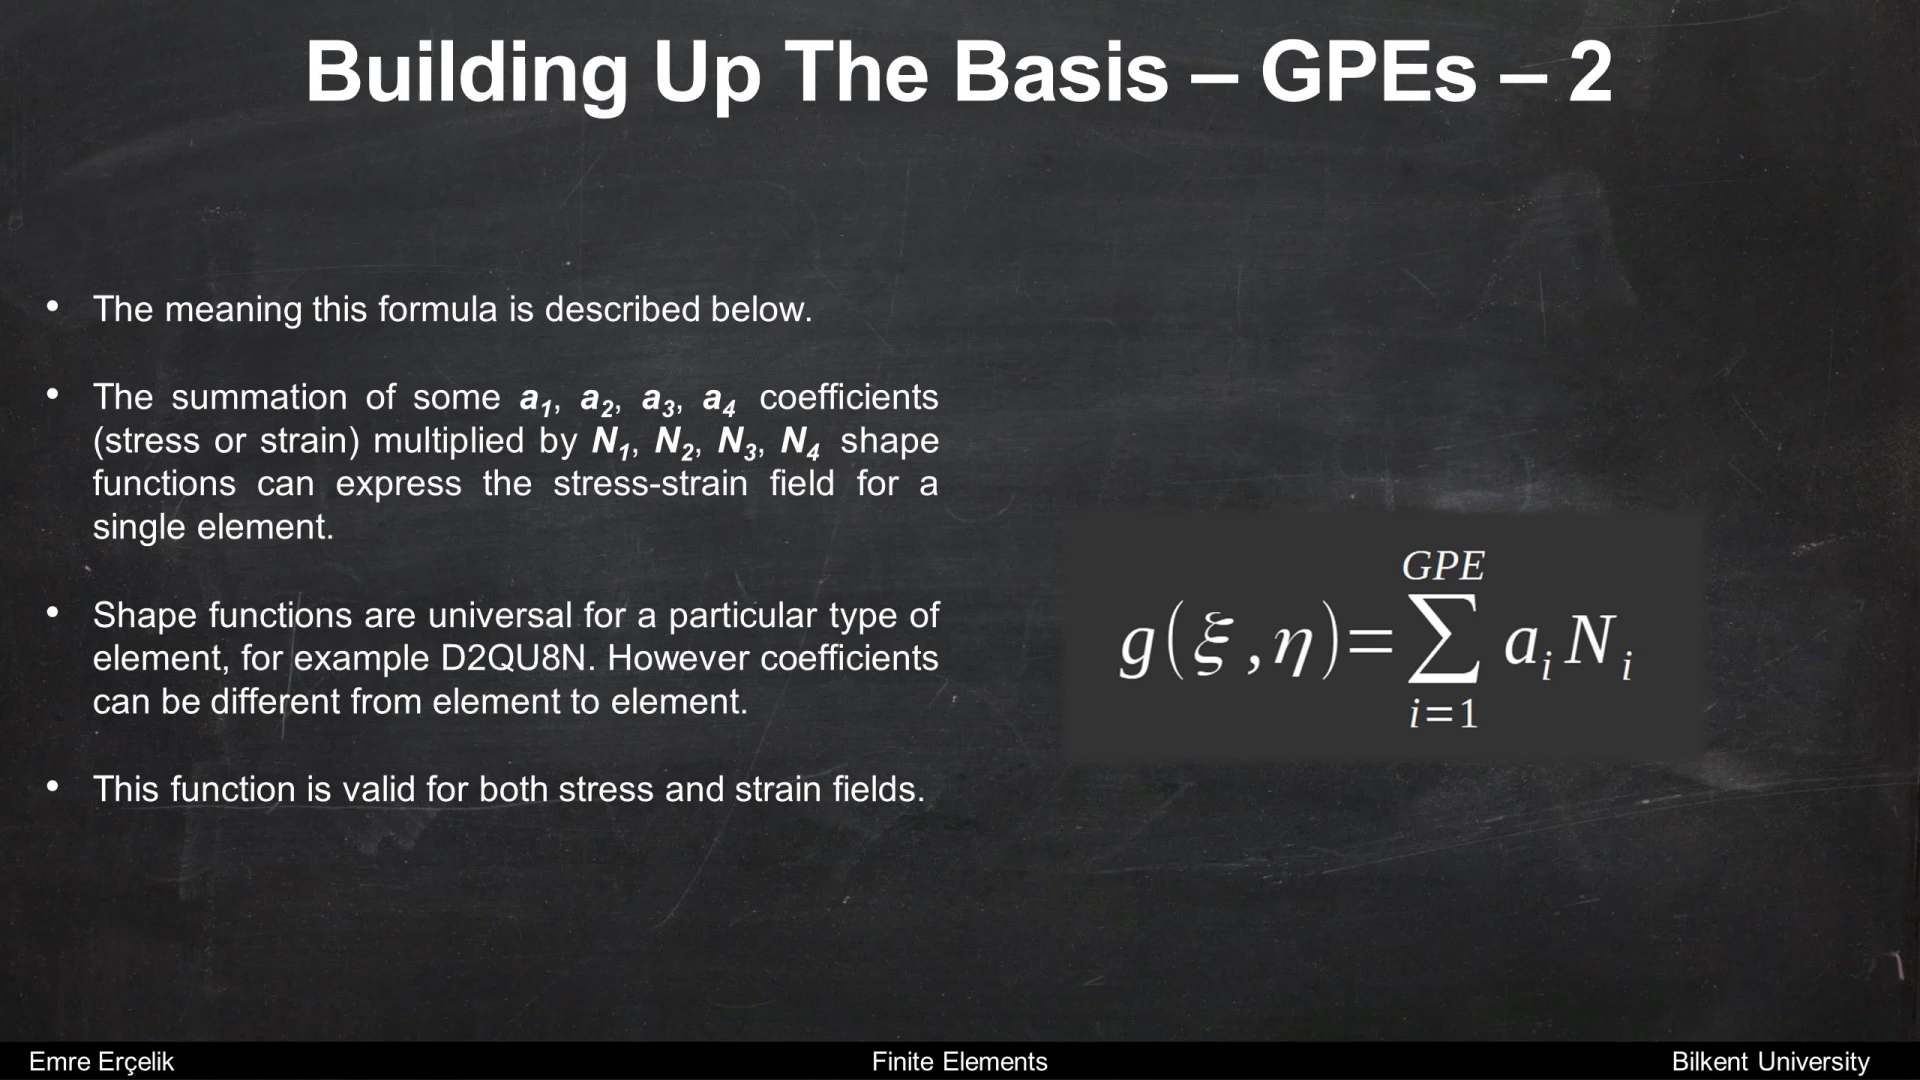 Building Up The Basis – GPEs – 2
• The meaning this formula is described below.
• The summation of some a₁, a₂, a₃, a₄ coefficients
(stress or strain) multiplied by N₁, N₂, N₃, N₄ shape
functions can express the stress-strain field for a
single element.
• Shape functions are universal for a particular type of
element, for example D2QU8N. However coefficients
can be different from element to element.
• This function is valid for both stress and strain fields.
GPE
g(ξ,η)=∑ aᵢ Nᵢ
i=1
Emre Erçelik
Finite Elements
Bilkent University